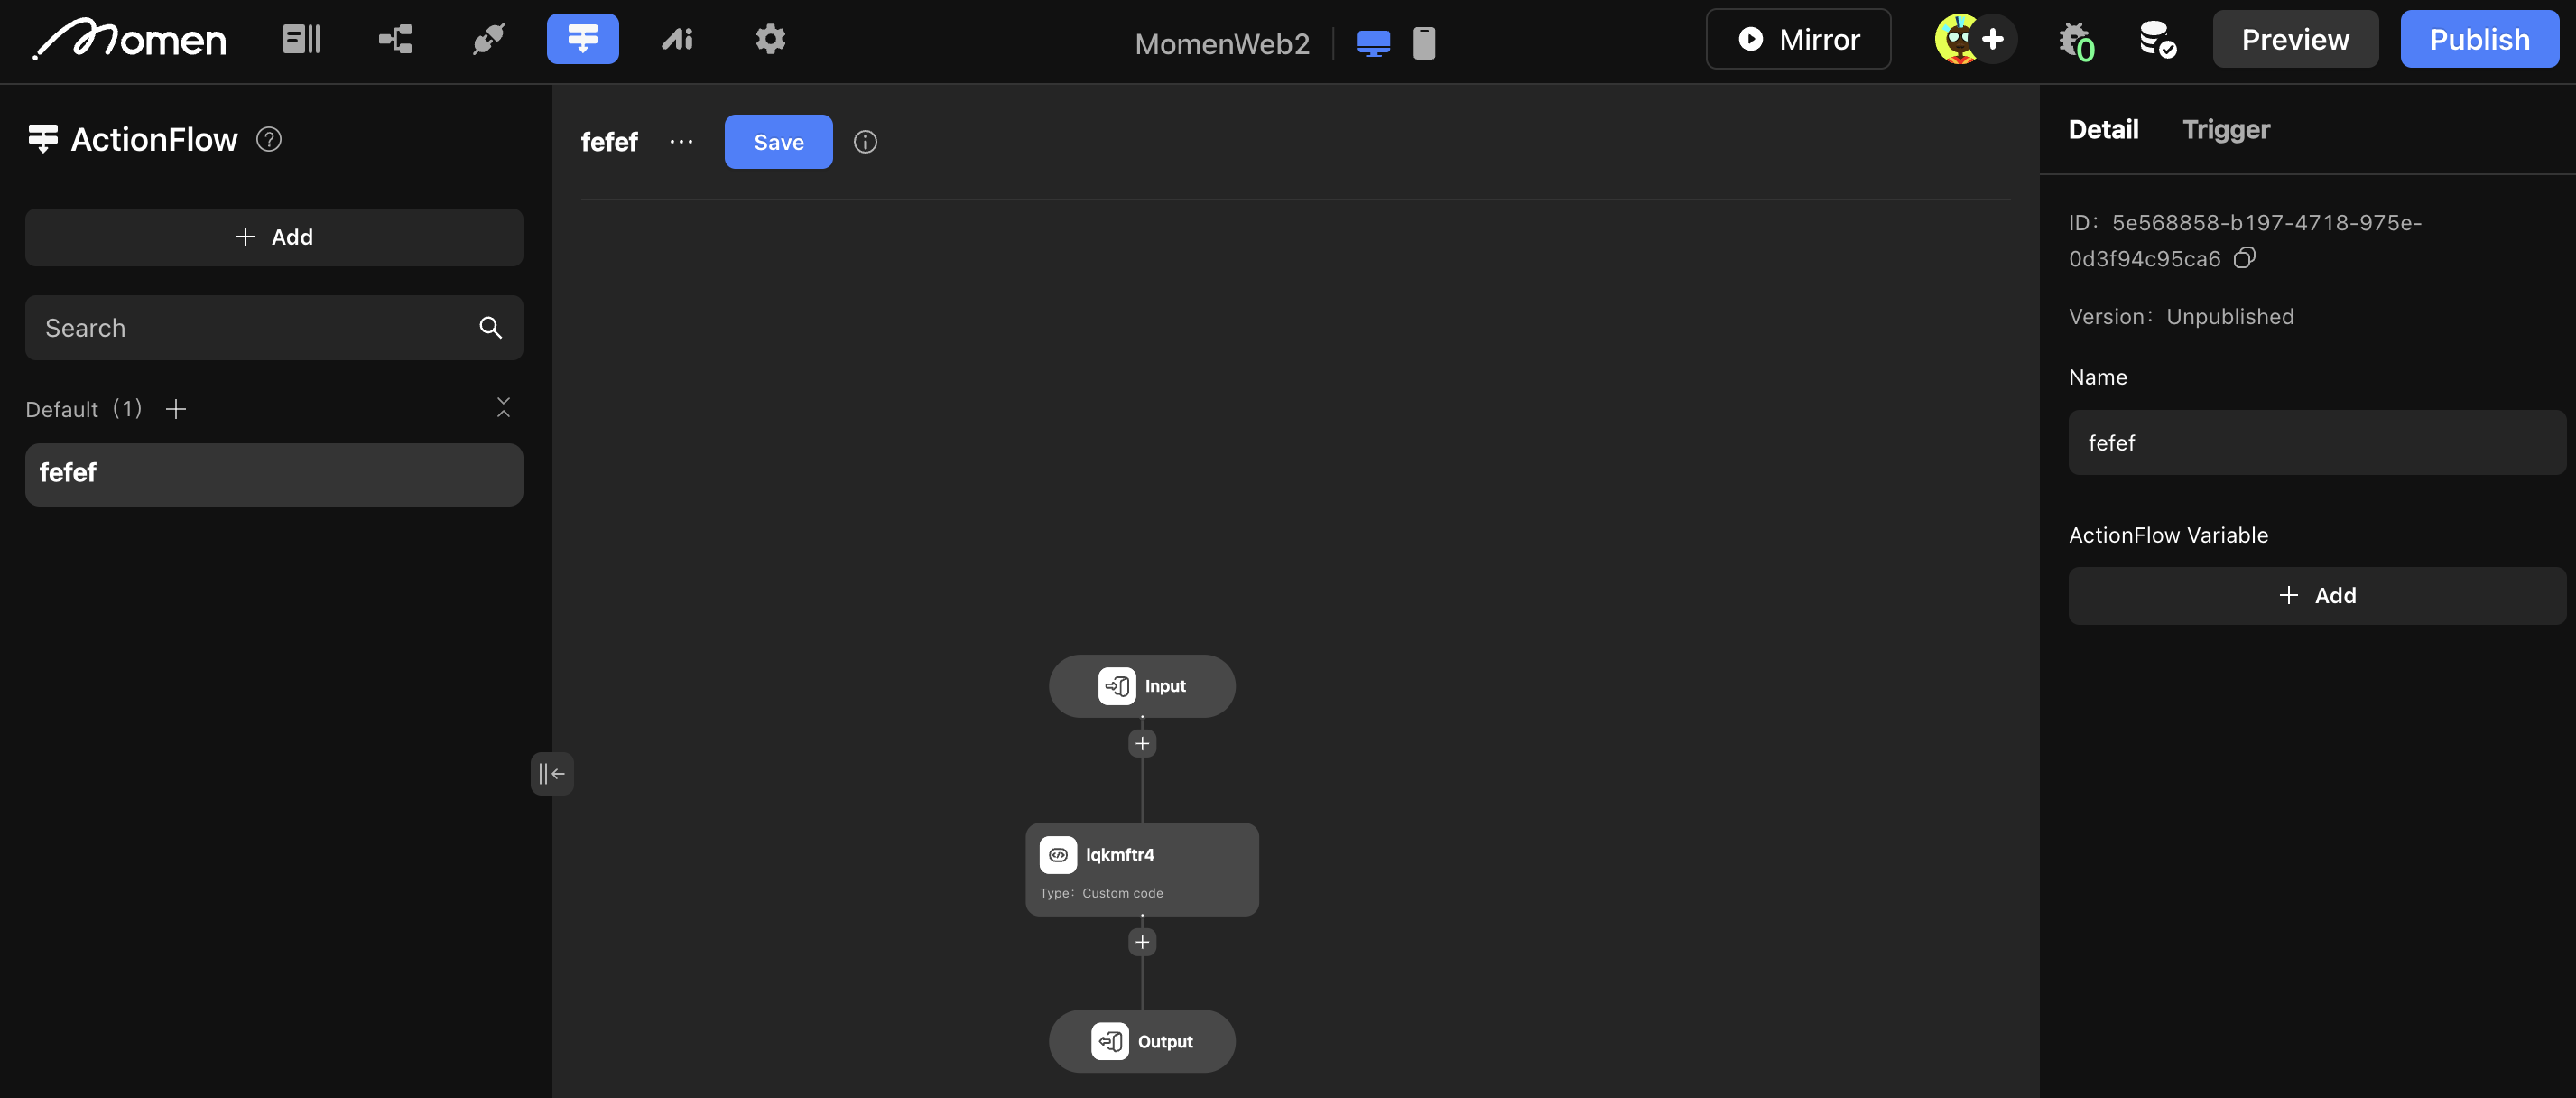 Momen
Ai
MomenWeb2
Mirror
0
Preview
Publish
ActionFlow
Add
Search
Default (1)
fefef
fefef
Save
Input
lqkmftr4
Type: Custom code
Output
Detail
Trigger
ID: 5e568858-b197-4718-975e-
0d3f94c95ca6
Version: Unpublished
Name
fefef
ActionFlow Variable
Add